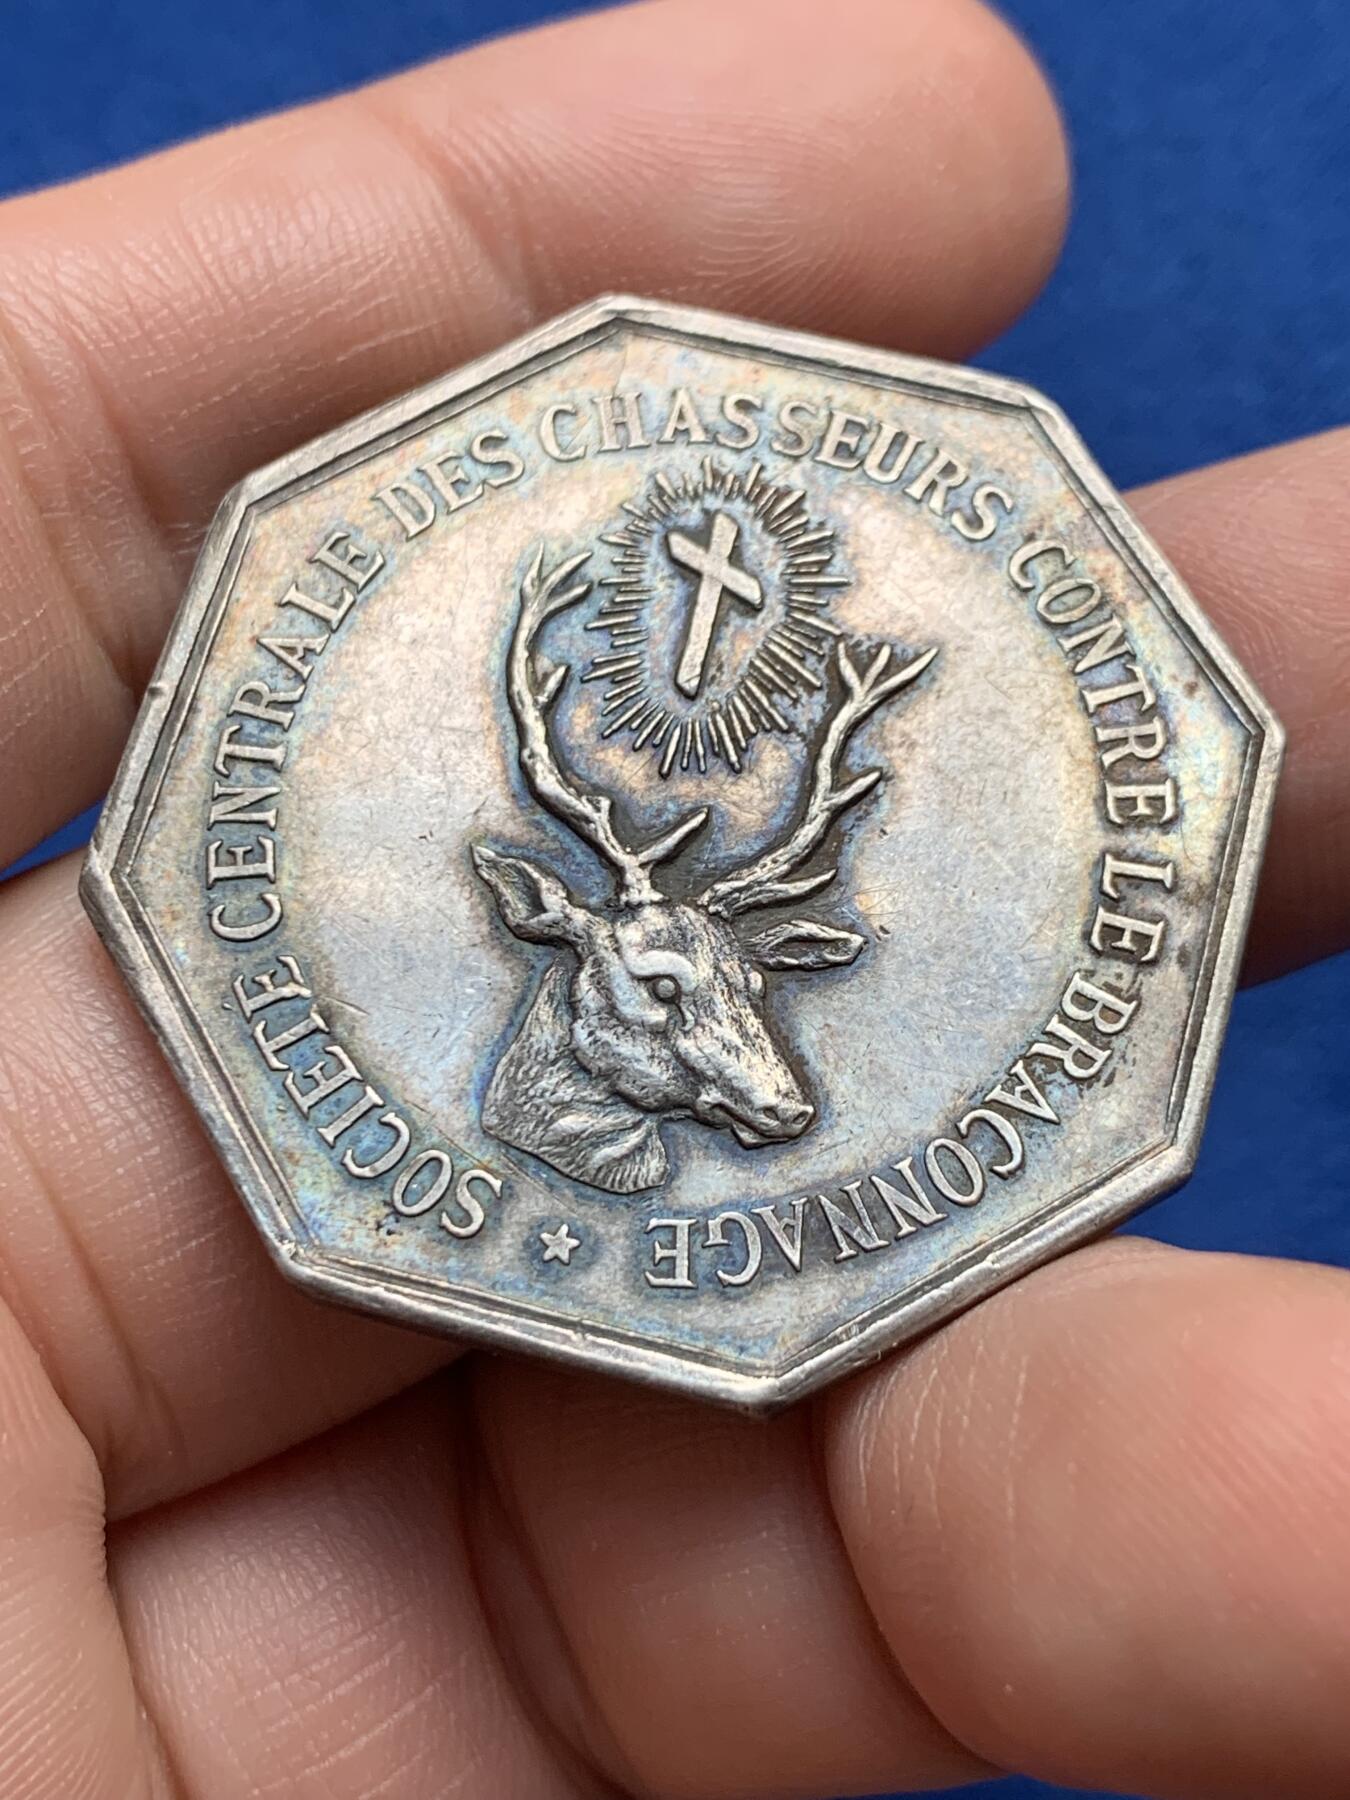 SOCIÉTÉ CENTRALE DES CHASSEURS CONTRE LE BRACONNAGE